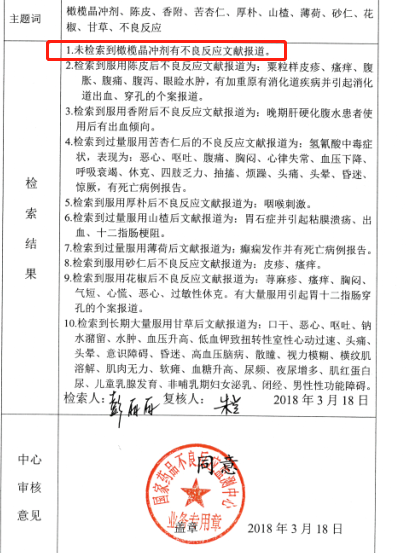 主题词
橄榄晶冲剂、陈皮、香附、苦杏仁、厚朴、山楂、薄荷、砂仁、花
椒、甘草、不良反应
检索结果
1.未检索到橄榄晶冲剂有不良反应文献报道。
2.检索到服用陈皮后不良反应文献报道为：粟粒样皮疹、瘙痒、腹
胀、腹痛、腹泻、眼睑水肿，有加重原有消化道疾病并引起消化
道出血、穿孔的个案报道。
3.检索到服用香附后不良反应文献报道为：晚期肝硬化腹水患者使
用后有出血倾向。
4.检索到过量服用苦杏仁后的不良反应文献报道为：氢氰酸中毒症
状，表现为：恶心、呕吐、腹痛、胸闷、心律失常、血压下降、
呼吸衰竭、休克、四肢乏力、抽搐、烦躁、头痛、头晕、昏迷、
惊厥，有死亡病例报告。
5.检索到服用厚朴后不良反应文献报道为：咽喉刺激。
6.检索到过量服用山楂后文献报道为：胃石症并引起粘膜溃疡、出
血、十二指肠梗阻。
7.检索到过量服用薄荷后文献报道为：癫痫发作并有死亡病例报告。
8.检索到服用砂仁后不良反应文献报道为：皮疹、瘙痒。
9.检索到服用花椒后不良反应文献报道为：荨麻疹、瘙痒、胸闷、
气短、心慌、恶心、过敏性休克。有大量服用引起胃十二指肠穿
孔的个案报道。
10.检索到长期大量服用甘草后文献报道为：口干、恶心、呕吐、钠
水潴留、水肿、血压升高、低血钾致扭转性室性心动过速、头痛、
头晕、意识障碍、昏迷、高血压脑病、散瞳、视力模糊、横纹肌
溶解、肌肉无力、软瘫、血糖升高、尿频、夜尿增多、肌红蛋白
尿、儿童乳腺发育、非哺乳期妇女泌乳、闭经、男性性功能障碍。
检索人：彭丽丽 复核人：朱兰 2018 年 3 月 18 日
中心
审核
意见
同意
国家药品不良反应监测中心
业务专用章
盖章 2018 年 3 月 18 日